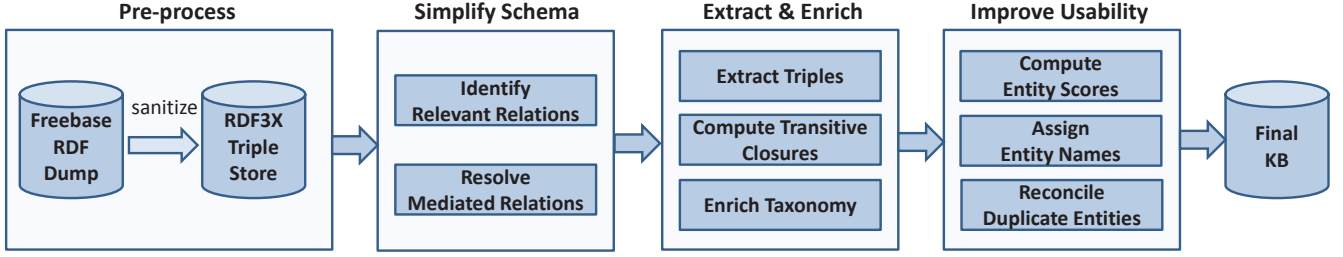 Pre-process
Simplify Schema
Extract & Enrich
Improve Usability
sanitize
Freebase
RDF
Dump
RDF3X
Triple
Store
Identify
Relevant Relations
Resolve
Mediated Relations
Extract Triples
Compute Transitive
Closures
Enrich Taxonomy
Compute
Entity Scores
Assign
Entity Names
Reconcile
Duplicate Entities
Final
KB